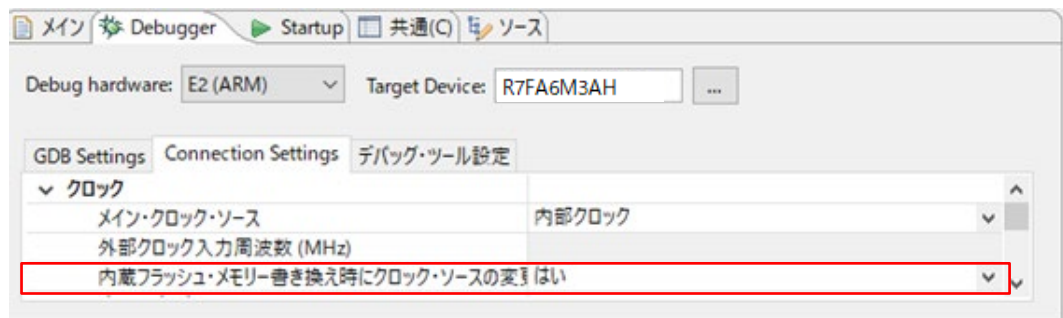 メイン Debugger Startup 共通(C) ソース
Debug hardware: E2 (ARM) Target Device: R7FA6M3AH ...
GDB Settings Connection Settings デバッグ・ツール設定
クロック
メイン・クロック・ソース 内部クロック
外部クロック入力周波数 (MHz)
内蔵フラッシュ・メモリー書き換え時にクロック・ソースの変更 はい